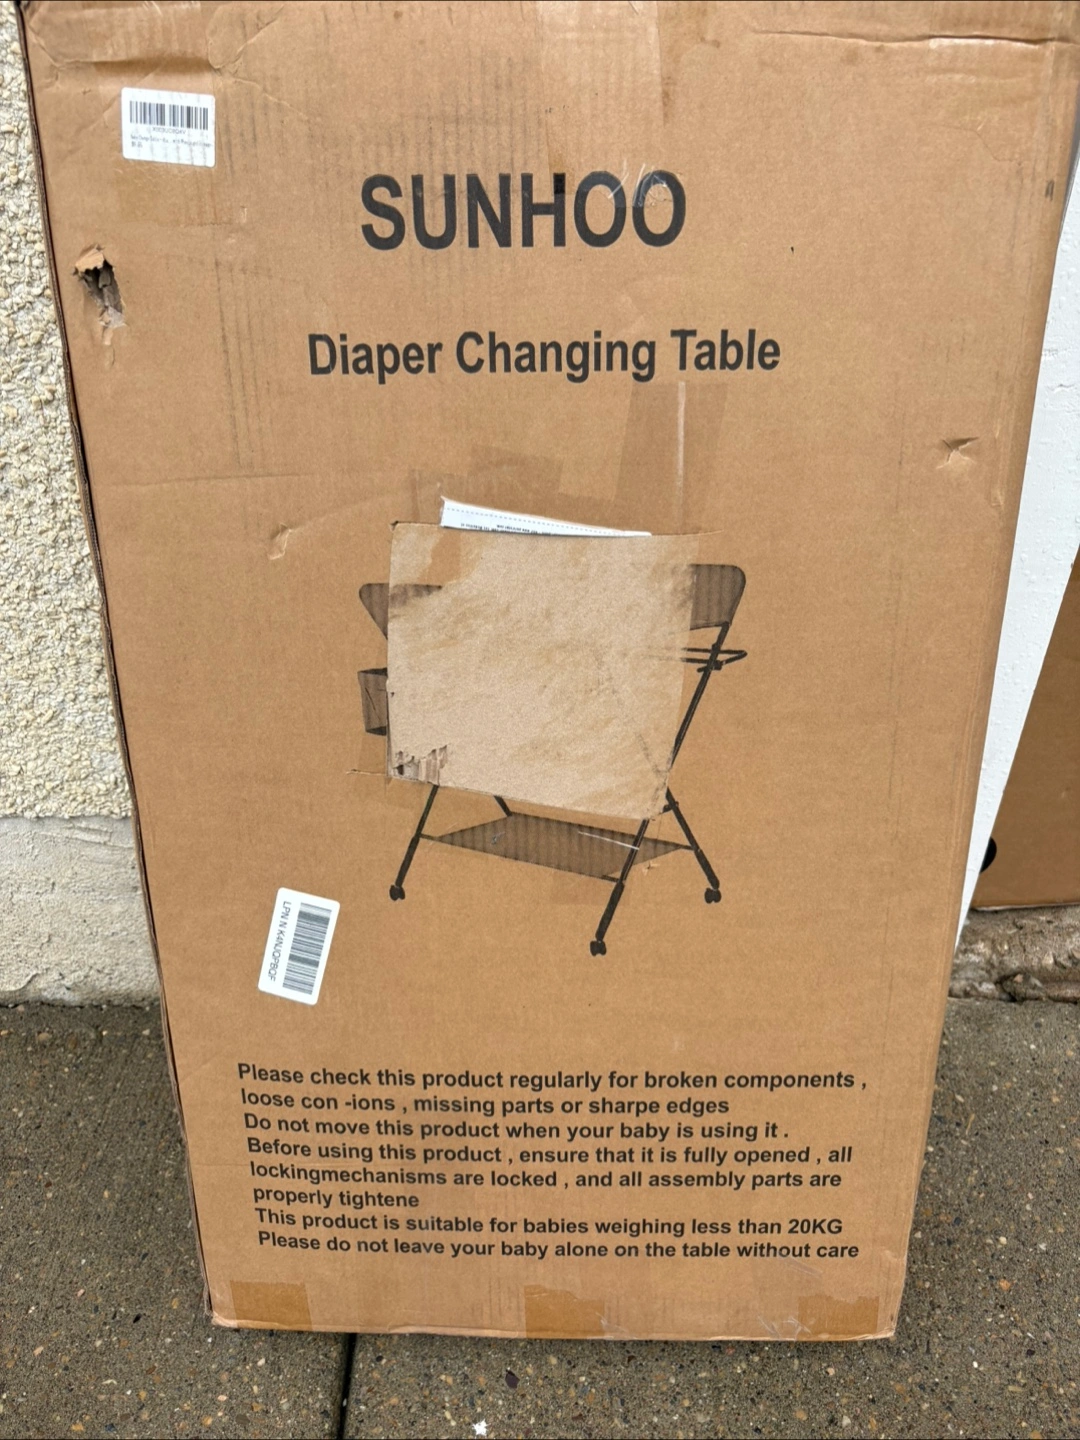 SUNHOO
Diaper Changing Table
LPN N K4NJQPBQF
Please check this product regularly for broken components ,
loose con -ions , missing parts or sharpe edges
Do not move this product when your baby is using it .
Before using this product , ensure that it is fully opened , all
lockingmechanisms are locked , and all assembly parts are
properly tightene
This product is suitable for babies weighing less than 20KG
Please do not leave your baby alone on the table without care